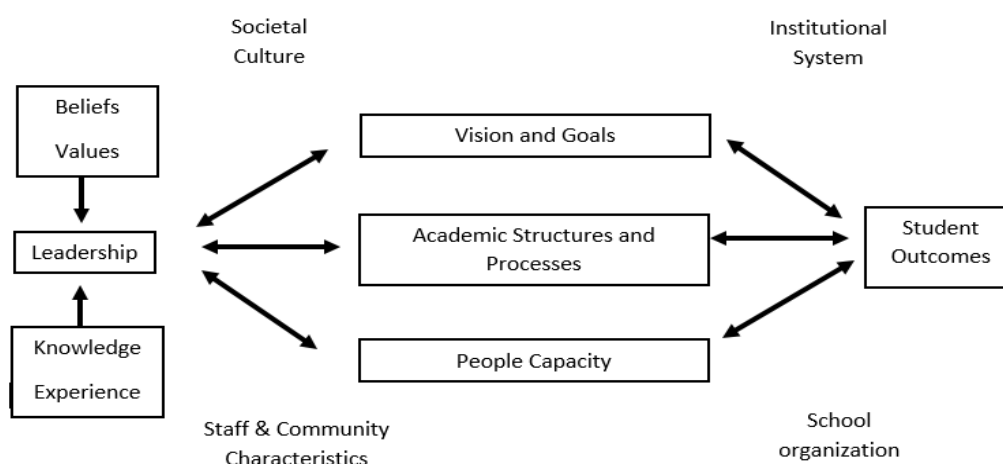 Societal
Culture
Institutional
System
Beliefs
Values
Vision and Goals
Leadership
Academic Structures and
Processes
Student
Outcomes
Knowledge
Experience
People Capacity
Staff & Community
Characteristics
School
organization